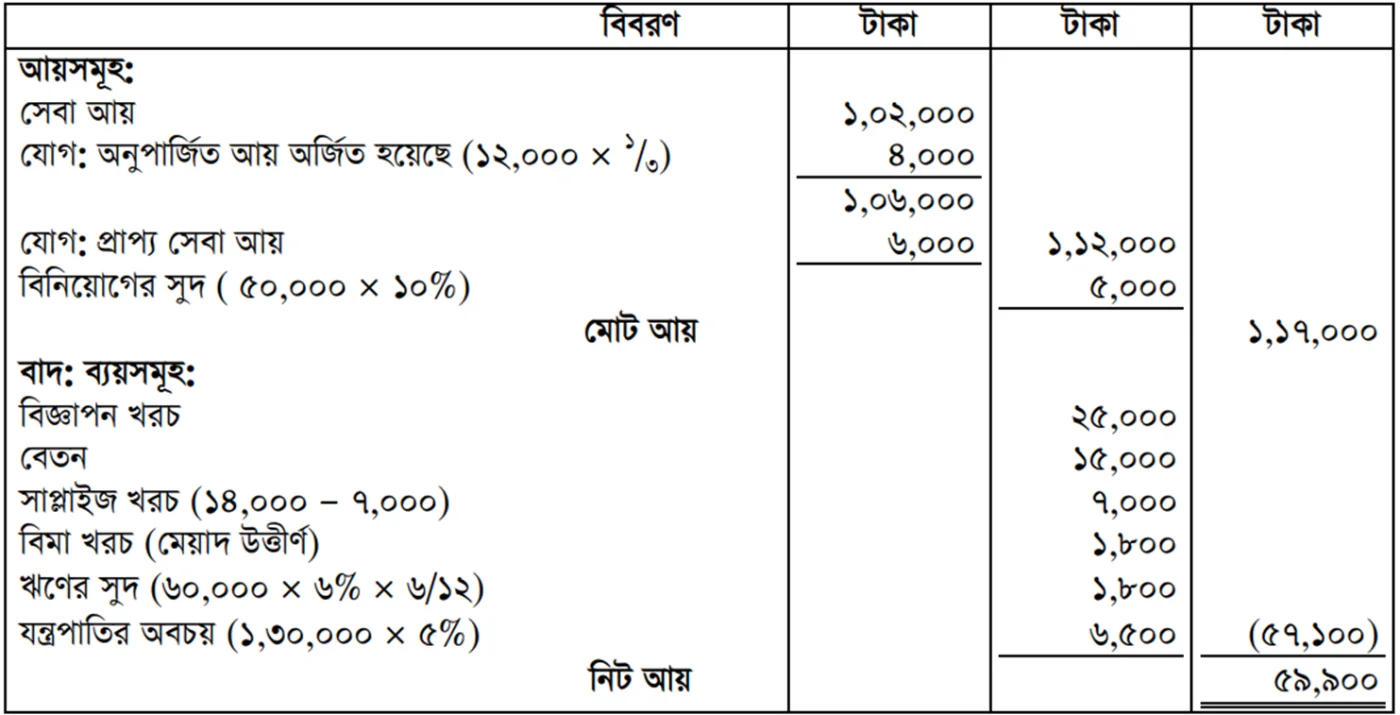 বিবরণ টাকা টাকা টাকা
আয়সমূহ:
সেবা আয় ১,০২,০০০
যোগ: অনুপার্জিত আয় অর্জিত হয়েছে (১২,০০০ × ১/৩) ৪,০০০
১,০৬,০০০
যোগ: প্রাপ্য সেবা আয় ৬,০০০ ১,১২,০০০
বিনিয়োগের সুদ ( ৫০,০০০ × ১০%) ৫,০০০
মোট আয় ১,১৭,০০০
বাদ: ব্যয়সমূহ:
বিজ্ঞাপন খরচ ২৫,০০০
বেতন ১৫,০০০
সাপ্লাইজ খরচ (১৪,০০০ – ৭,০০০) ৭,০০০
বিমা খরচ (মেয়াদ উত্তীর্ণ) ১,৮০০
ঋণের সুদ (৬০,০০০ × ৬% × ৬/১২) ১,৮০০
যন্ত্রপাতির অবচয় (১,৩০,০০০ × ৫%) ৬,৫০০ (৫৭,১০০)
নিট আয় ৫৯,৯০০